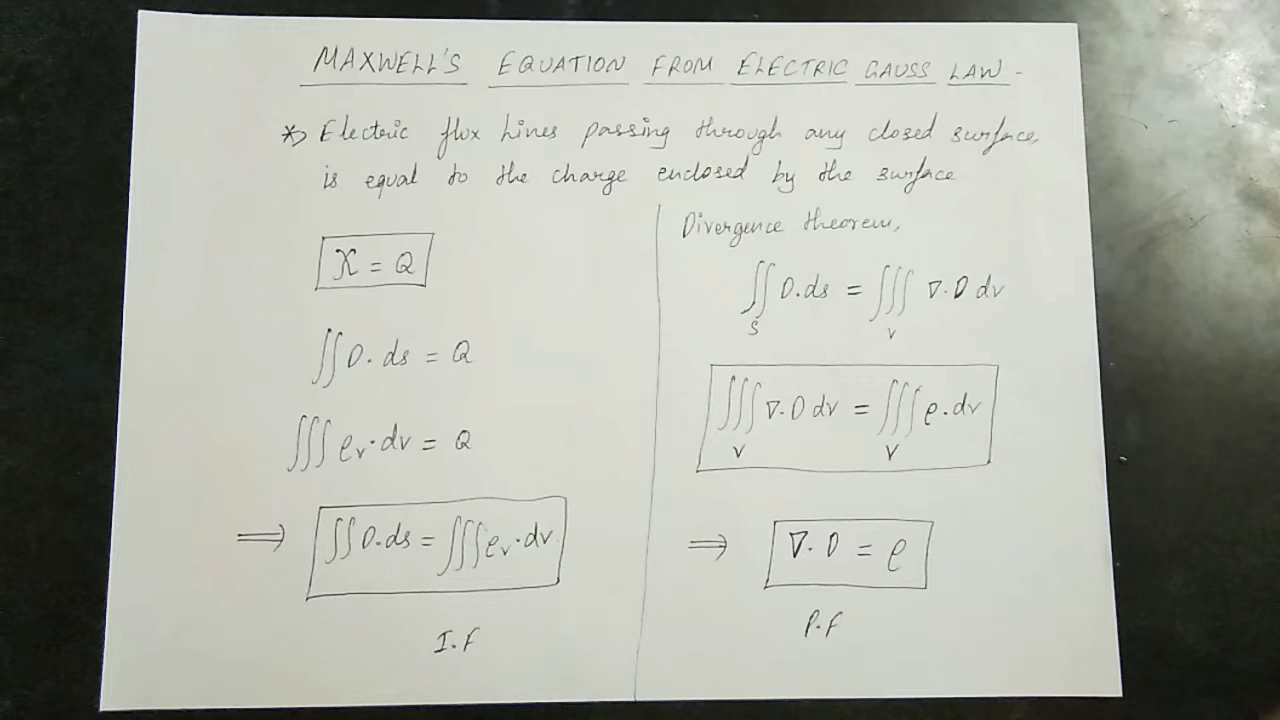 MAXWELL'S EQUATION FROM ELECTRIC GAUSS LAW -
*) Electric flux lines passing through any closed surface,
is equal to the charge enclosed by the surface
ΧX = Q
∬ D. ds = Q
∭ ρv . dv = Q
⟹ ∬ D. ds = ∭ ρv . dv
I.F
Divergence theorem,
∬S D. ds = ∭v ∇. D dv
∭v ∇. D dv = ∭v ρ. dv
⟹ ∇. D = ρ
P.F